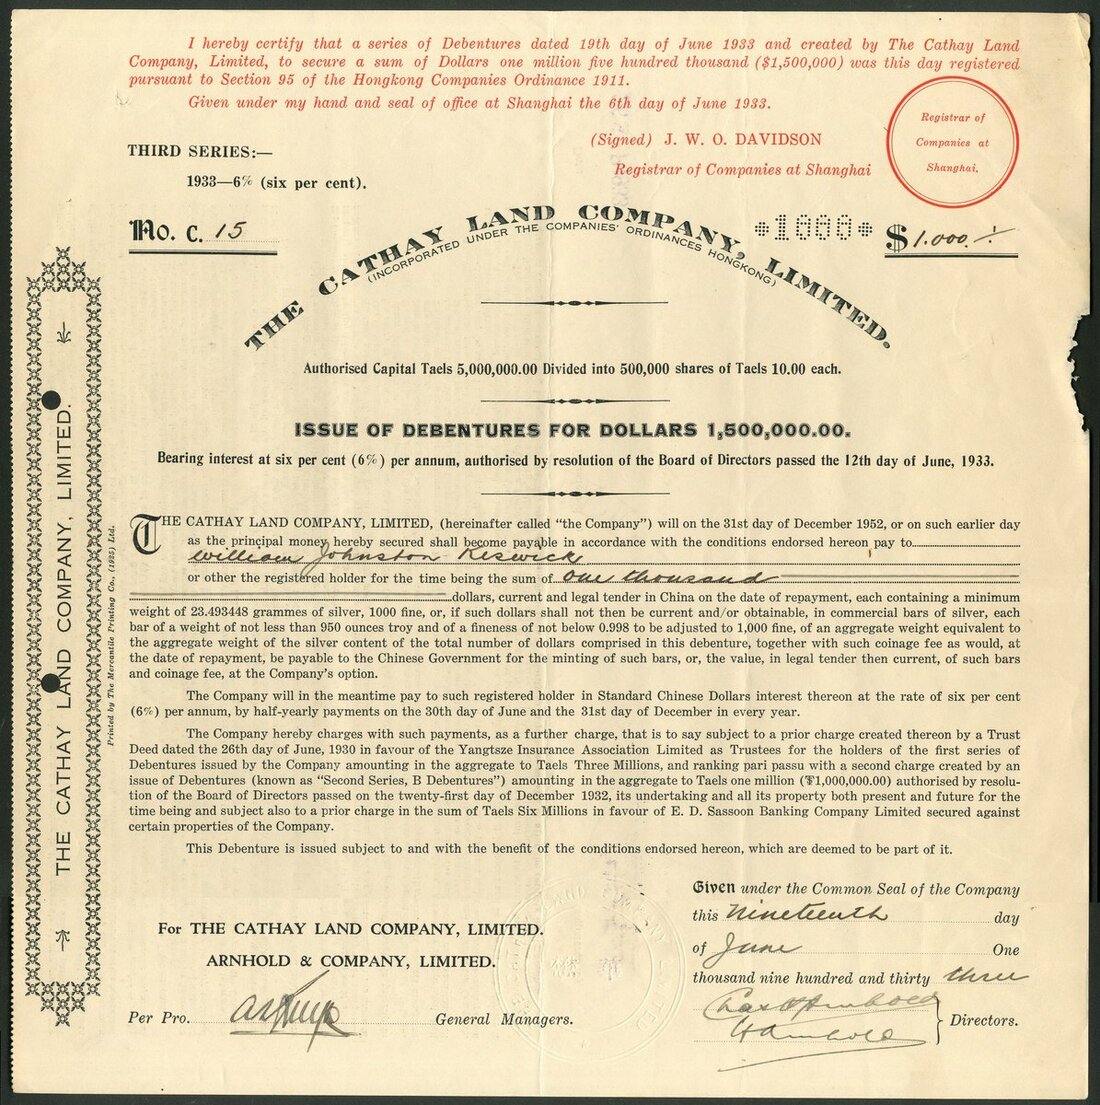 I hereby certify that a series of Debentures dated 19th day of June 1933 and created by The Cathay Land
Company, Limited, to secure a sum of Dollars one million five hundred thousand ($1,500,000) was this day registered
pursuant to Section 95 of the Hongkong Companies Ordinance 1911.
Given under my hand and seal of office at Shanghai the 6th day of June 1933.
(Signed) J. W. O. DAVIDSON
Registrar of Companies at Shanghai
Registrar of
Companies at
Shanghai.
THIRD SERIES:—
1933—6% (six per cent).
No. C. 15
*1000*
$1,000.
THE CATHAY LAND COMPANY, LIMITED.
(INCORPORATED UNDER THE COMPANIES' ORDINANCES HONGKONG)
Authorised Capital Taels 5,000,000.00 Divided into 500,000 shares of Taels 10.00 each.
ISSUE OF DEBENTURES FOR DOLLARS 1,500,000.00.
Bearing interest at six per cent (6%) per annum, authorised by resolution of the Board of Directors passed the 12th day of June, 1933.
THE CATHAY LAND COMPANY, LIMITED, (hereinafter called "the Company") will on the 31st day of December 1952, or on such earlier day
as the principal money hereby secured shall become payable in accordance with the conditions endorsed hereon pay to
William Johnston Keswick
or other the registered holder for the time being the sum of one thousand
dollars, current and legal tender in China on the date of repayment, each containing a minimum
weight of 23.493448 grammes of silver, 1000 fine, or, if such dollars shall not then be current and/or obtainable, in commercial bars of silver, each
bar of a weight of not less than 950 ounces troy and of a fineness of not below 0.998 to be adjusted to 1,000 fine, of an aggregate weight equivalent to
the aggregate weight of the silver content of the total number of dollars comprised in this debenture, together with such coinage fee as would, at
the date of repayment, be payable to the Chinese Government for the minting of such bars, or, the value, in legal tender then current, of such bars
and coinage fee, at the Company's option.
The Company will in the meantime pay to such registered holder in Standard Chinese Dollars interest thereon at the rate of six per cent
(6%) per annum, by half-yearly payments on the 30th day of June and the 31st day of December in every year.
The Company hereby charges with such payments, as a further charge, that is to say subject to a prior charge created thereon by a Trust
Deed dated the 26th day of June, 1930 in favour of the Yangtsze Insurance Association Limited as Trustees for the holders of the first series of
Debentures issued by the Company amounting in the aggregate to Taels Three Millions, and ranking pari passu with a second charge created by an
issue of Debentures (known as "Second Series, B Debentures") amounting in the aggregate to Taels one million (₮1,000,000.00) authorised by resolu-
tion of the Board of Directors passed on the twenty-first day of December 1932, its undertaking and all its property both present and future for the
time being and subject also to a prior charge in the sum of Taels Six Millions in favour of E. D. Sassoon Banking Company Limited secured against
certain properties of the Company.
This Debenture is issued subject to and with the benefit of the conditions endorsed hereon, which are deemed to be part of it.
Given under the Common Seal of the Company
this Nineteenth day
of June One
thousand nine hundred and thirty three
Directors.
For THE CATHAY LAND COMPANY, LIMITED.
ARNHOLD & COMPANY, LIMITED.
Per Pro. General Managers.
THE CATHAY LAND COMPANY, LIMITED.
Printed by The Mercantile Printing Co., (1925) Ltd.